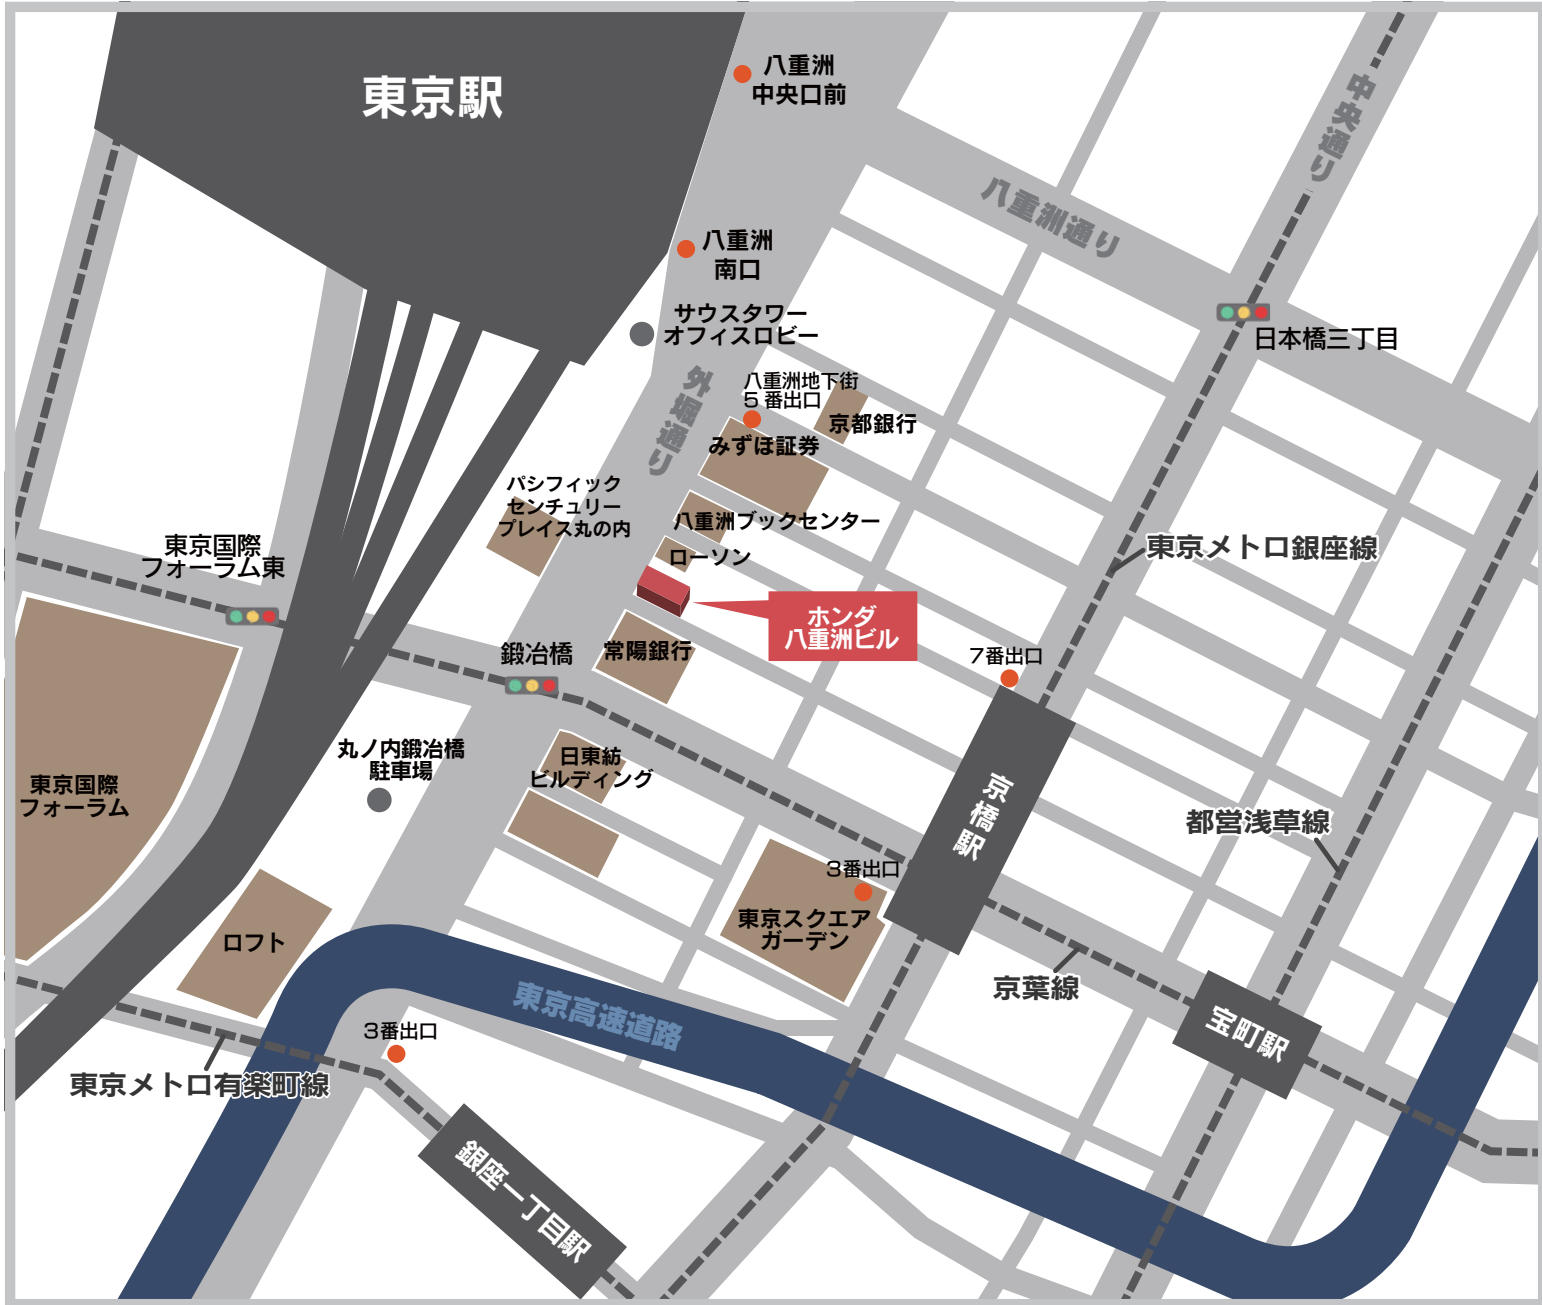 東京駅
八重洲
中央口前
中央通り
八重洲通り
八重洲
南口
サウスタワー
オフィスロビー
日本橋三丁目
外堀通り
八重洲地下街
5 番出口
京都銀行
みずほ証券
パシフィック
センチュリー
プレイス丸の内
八重洲ブックセンター
ローソン
東京国際
フォーラム東
東京メトロ銀座線
ホンダ
八重洲ビル
鍛冶橋
常陽銀行
7番出口
丸ノ内鍛冶橋
駐車場
日東紡
ビルディング
東京国際
フォーラム
京橋駅
都営浅草線
3番出口
東京スクエア
ガーデン
ロフト
京葉線
東京高速道路
宝町駅
3番出口
東京メトロ有楽町線
銀座一丁目駅